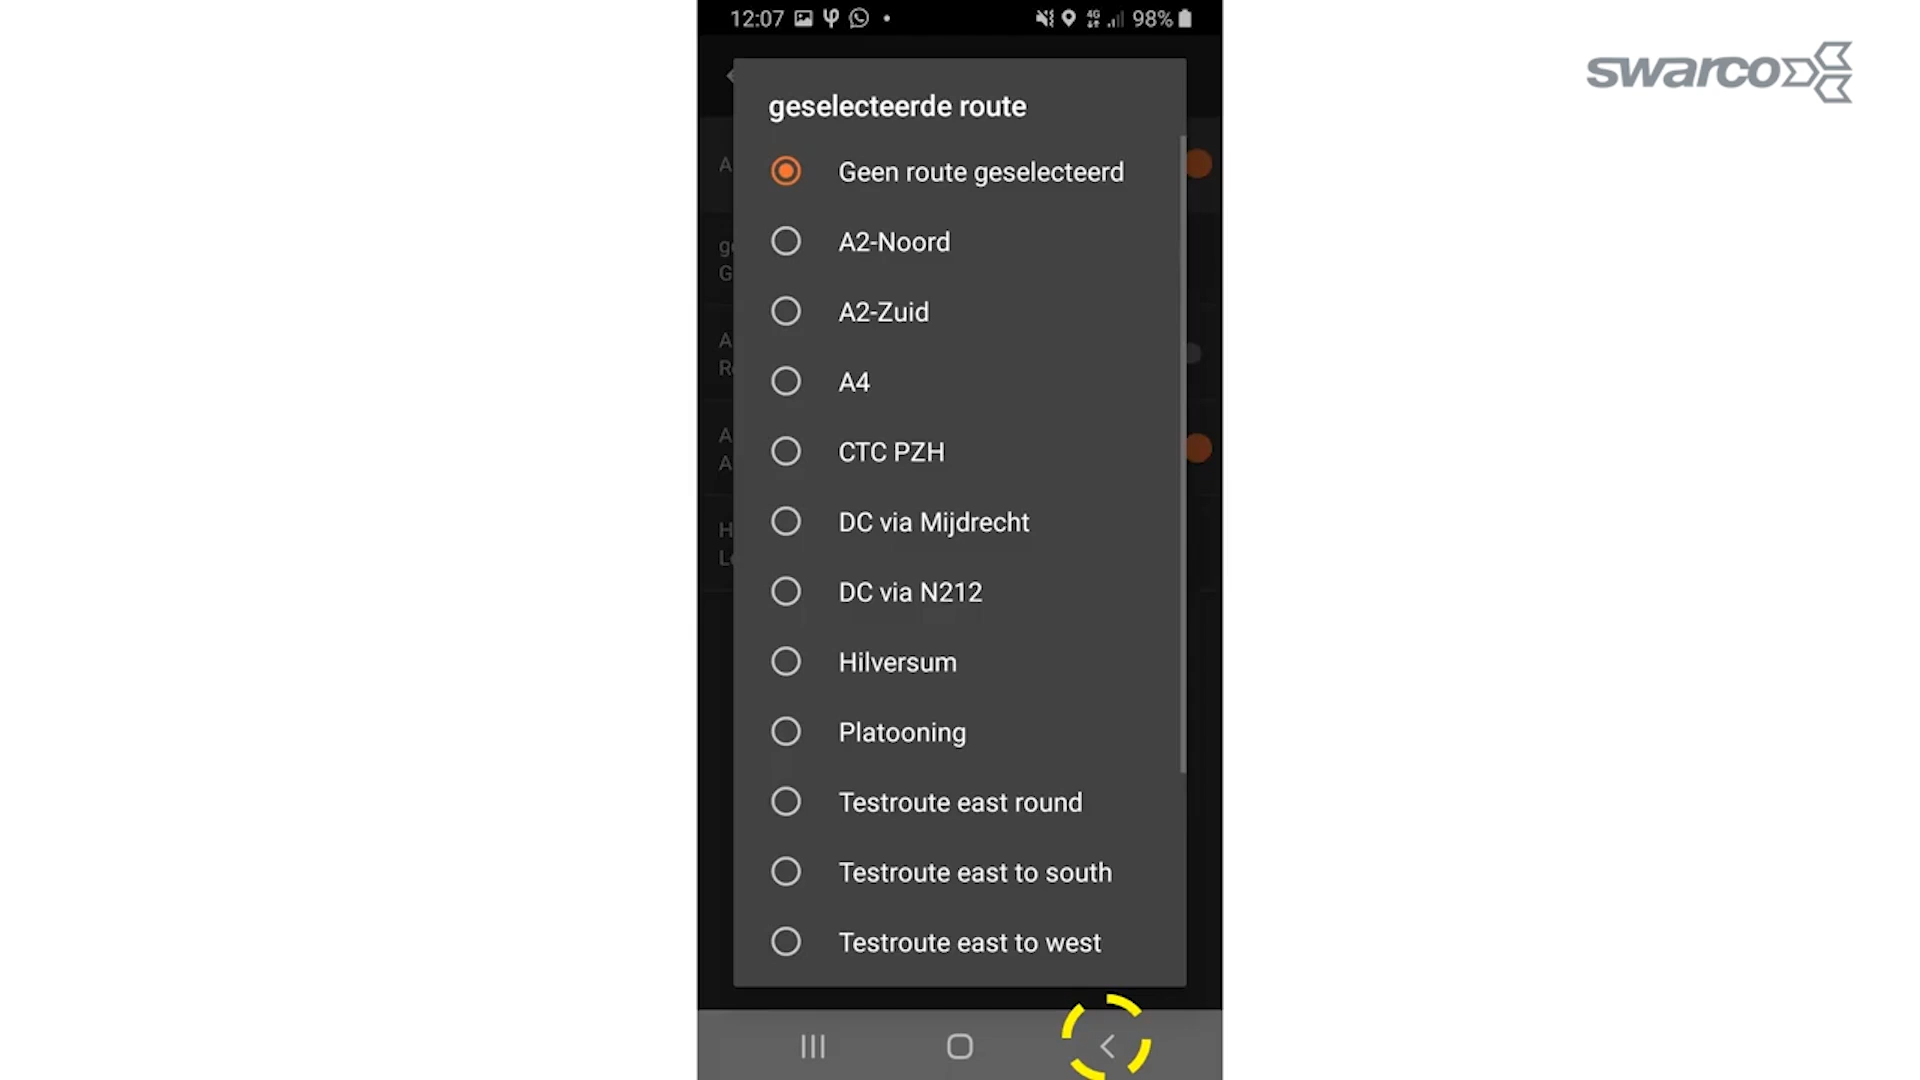 12:07
4G
98%
swarco
geselecteerde route
Geen route geselecteerd
A2-Noord
A2-Zuid
A4
CTC PZH
DC via Mijdrecht
DC via N212
Hilversum
Platooning
Testroute east round
Testroute east to south
Testroute east to west